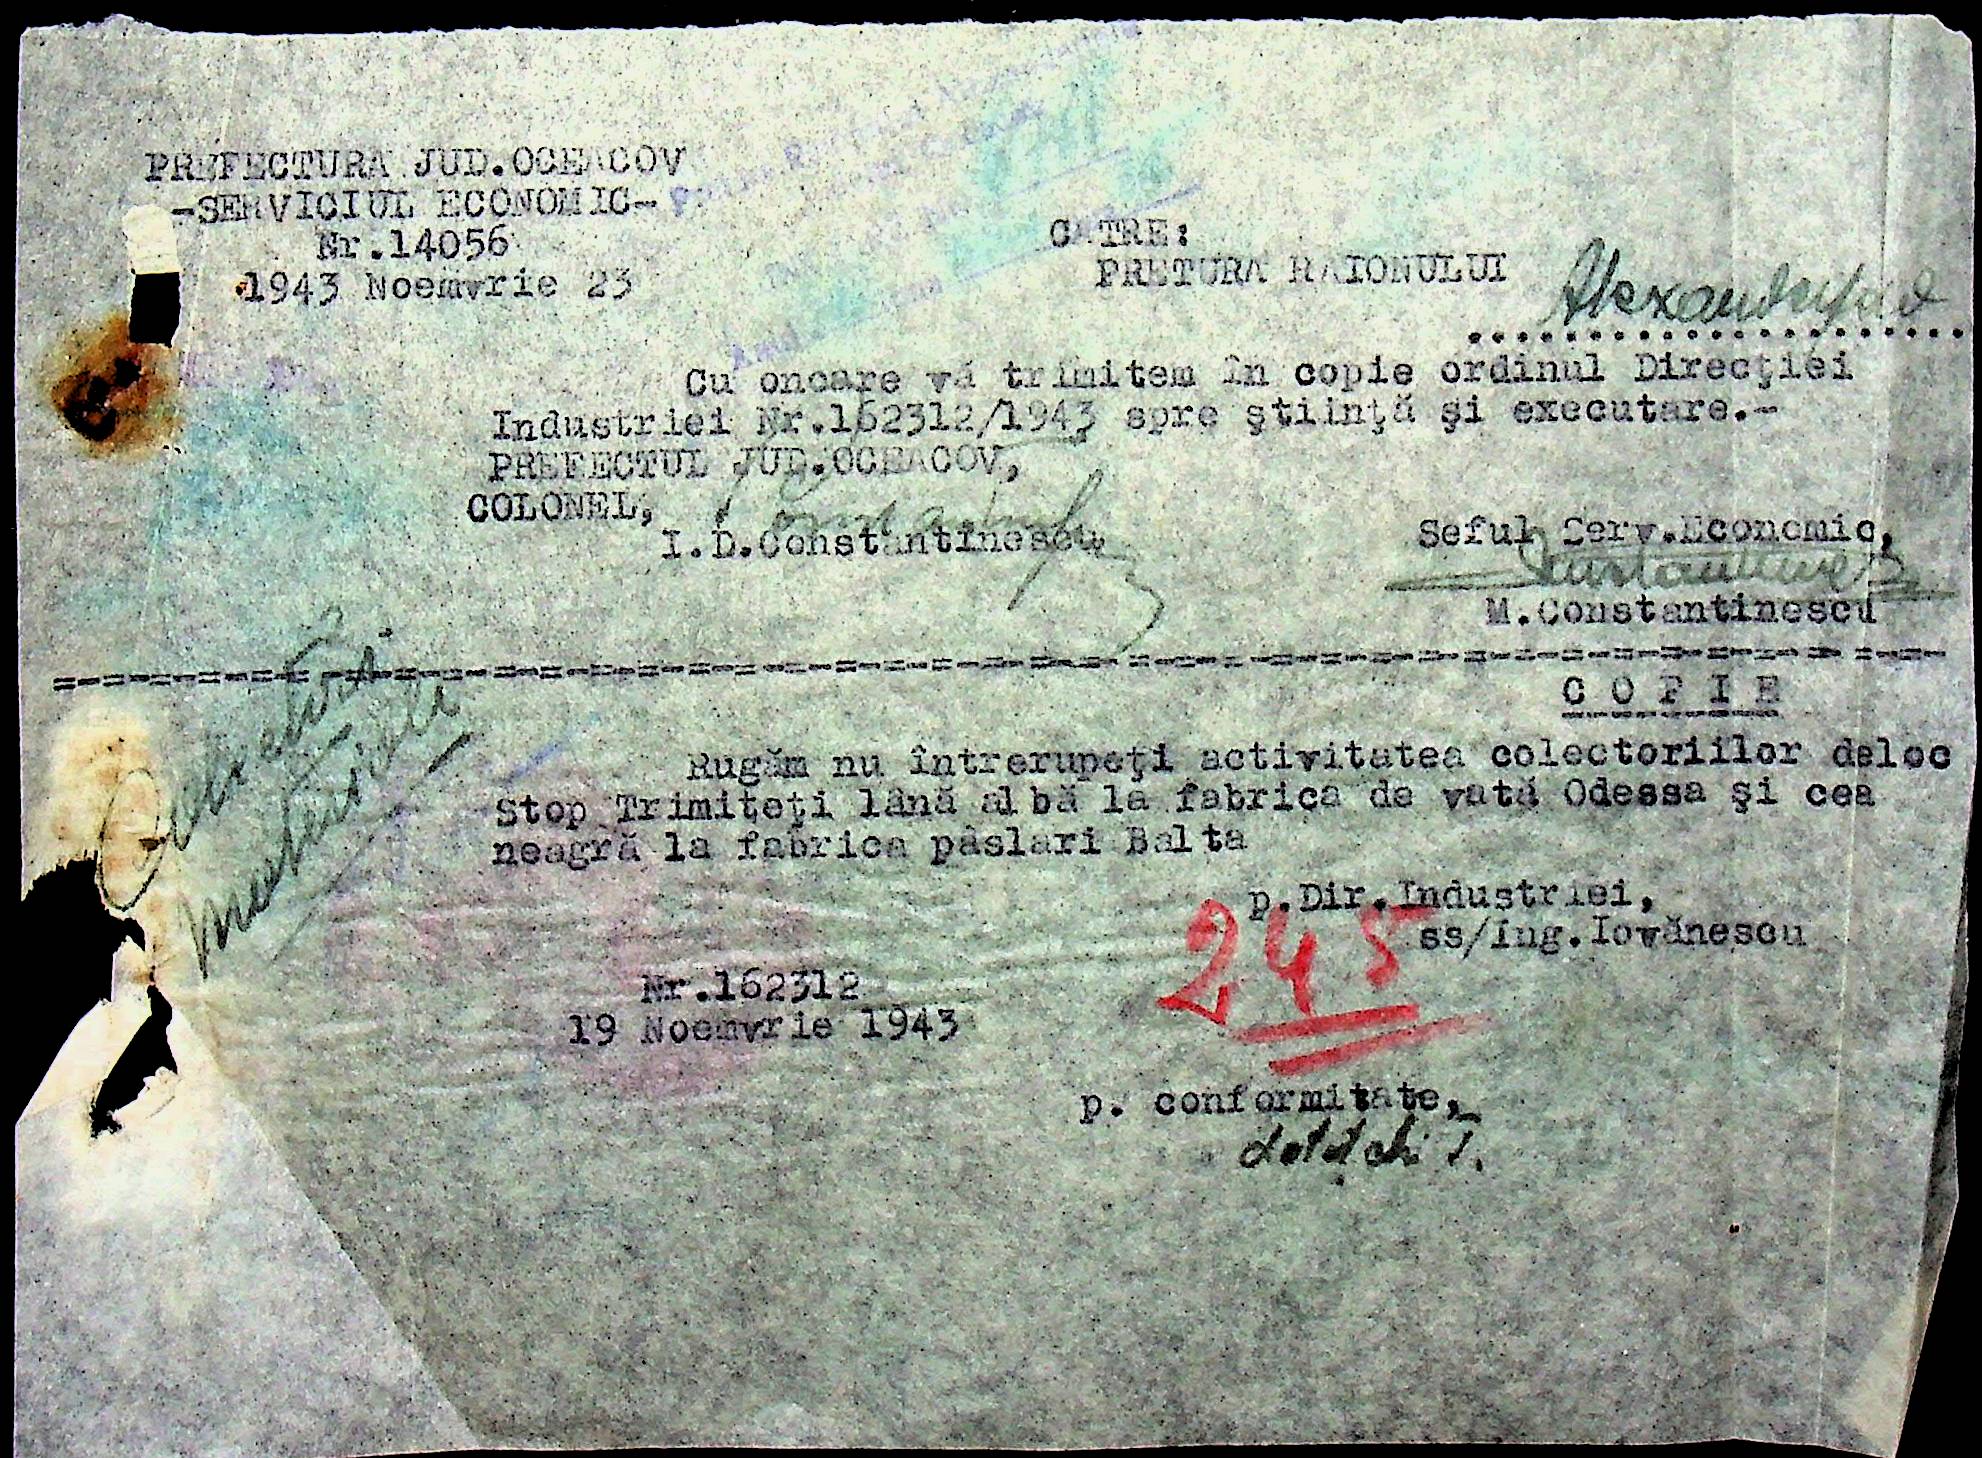 PREFECTURA JUD.OCEACOV
-SERVICIUL ECONOMIC-
Nr.14056
1943 Noemvrie 23
CATRE:
PRETURA RAIONULUI
Cu onoare vă trimitem în copie ordinul Direcţiei
Industriei Nr.162312/1943 spre ştiinţă şi executare.-
PREFECTUL JUD.OCEACOV,
COLONEL,
I.D.Constantinescu
Seful Serv.Economic,
M.Constantinescu
COPIE
Rugăm nu întrerupeţi activitatea colectoriilor deloc
Stop Trimiteţi lână albă la fabrica de vată Odessa şi cea
neagră la fabrica pâslari Balta
p.Dir.Industriei,
ss/Ing.Iovănescu
245
Nr.162312
19 Noemvrie 1943
p. conformitate,